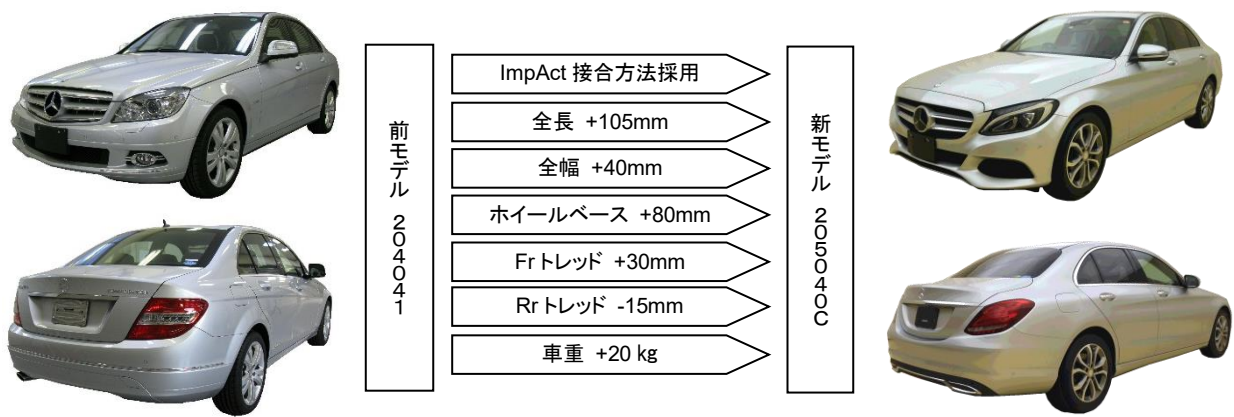 前モデル 204041
ImpAct 接合方法採用
全長 +105mm
全幅 +40mm
ホイールベース +80mm
Fr トレッド +30mm
Rr トレッド -15mm
車重 +20 kg
新モデル 205040C